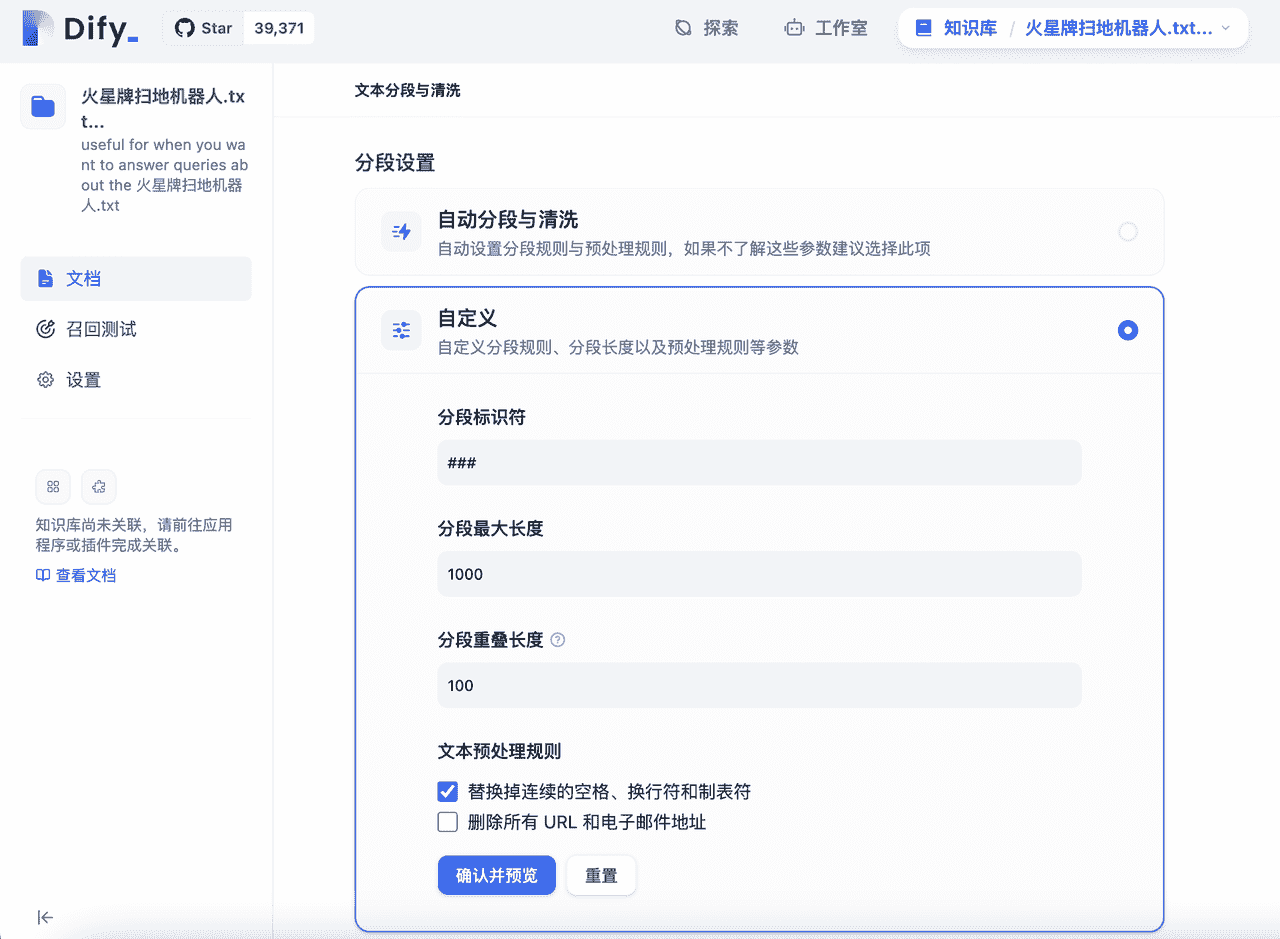 Dify_
Star 39,371
探索
工作室
知识库 / 火星牌扫地机器人.txt...
火星牌扫地机器人.tx
t...
useful for when you wa
nt to answer queries ab
out the 火星牌扫地机器
人.txt
文档
召回测试
设置
知识库尚未关联，请前往应用
程序或插件完成关联。
查看文档
文本分段与清洗
分段设置
自动分段与清洗
自动设置分段规则与预处理规则，如果不了解这些参数建议选择此项
自定义
自定义分段规则、分段长度以及预处理规则等参数
分段标识符
###
分段最大长度
1000
分段重叠长度
100
文本预处理规则
替换掉连续的空格、换行符和制表符
删除所有 URL 和电子邮件地址
确认并预览
重置